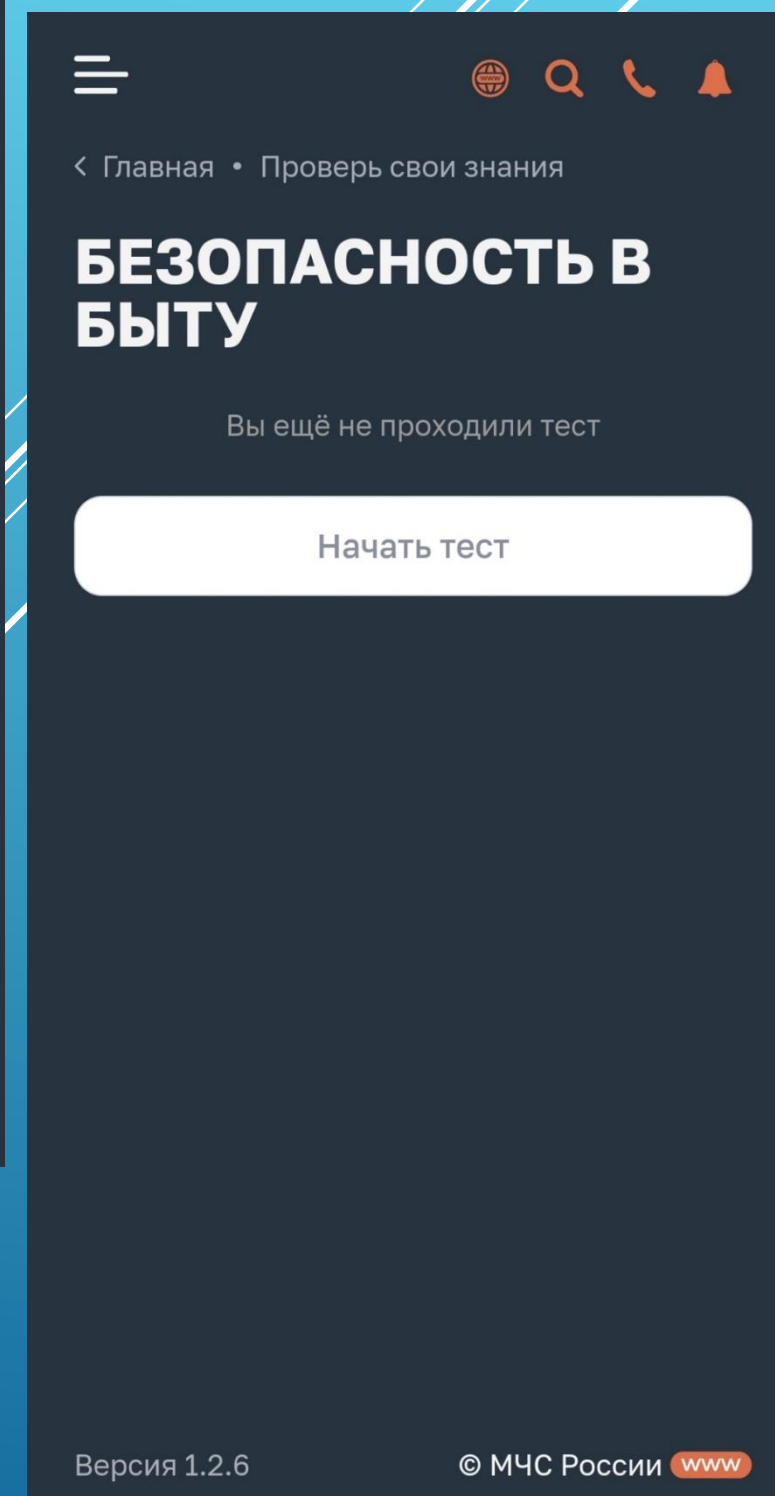 www
Главная • Проверь свои знания
БЕЗОПАСНОСТЬ В
БЫТУ
Вы ещё не проходили тест
Начать тест
Версия 1.2.6 © МЧС России www